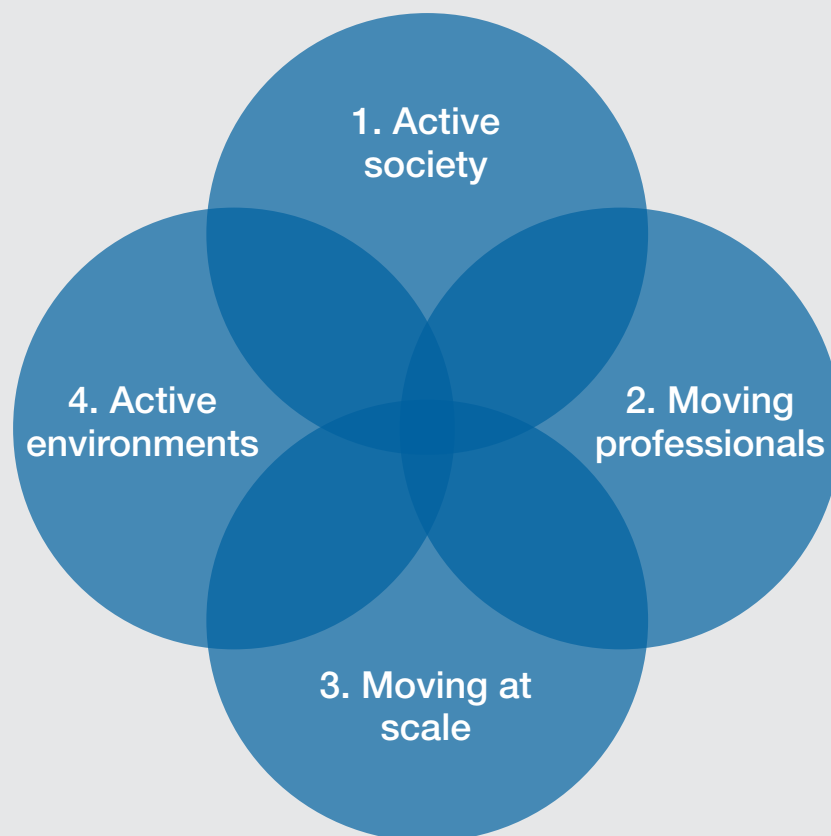 1. Active
society
4. Active
environments
2. Moving
professionals
3. Moving at
scale